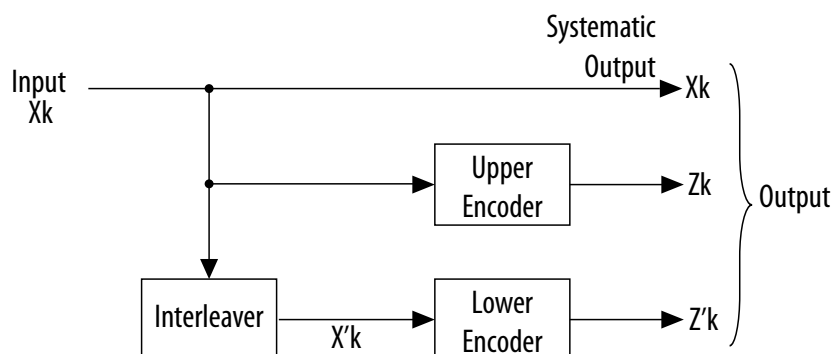 Systematic
Output
Input
Xk
Xk
Upper
Encoder
Zk
Output
Interleaver
X'k
Lower
Encoder
Z'k